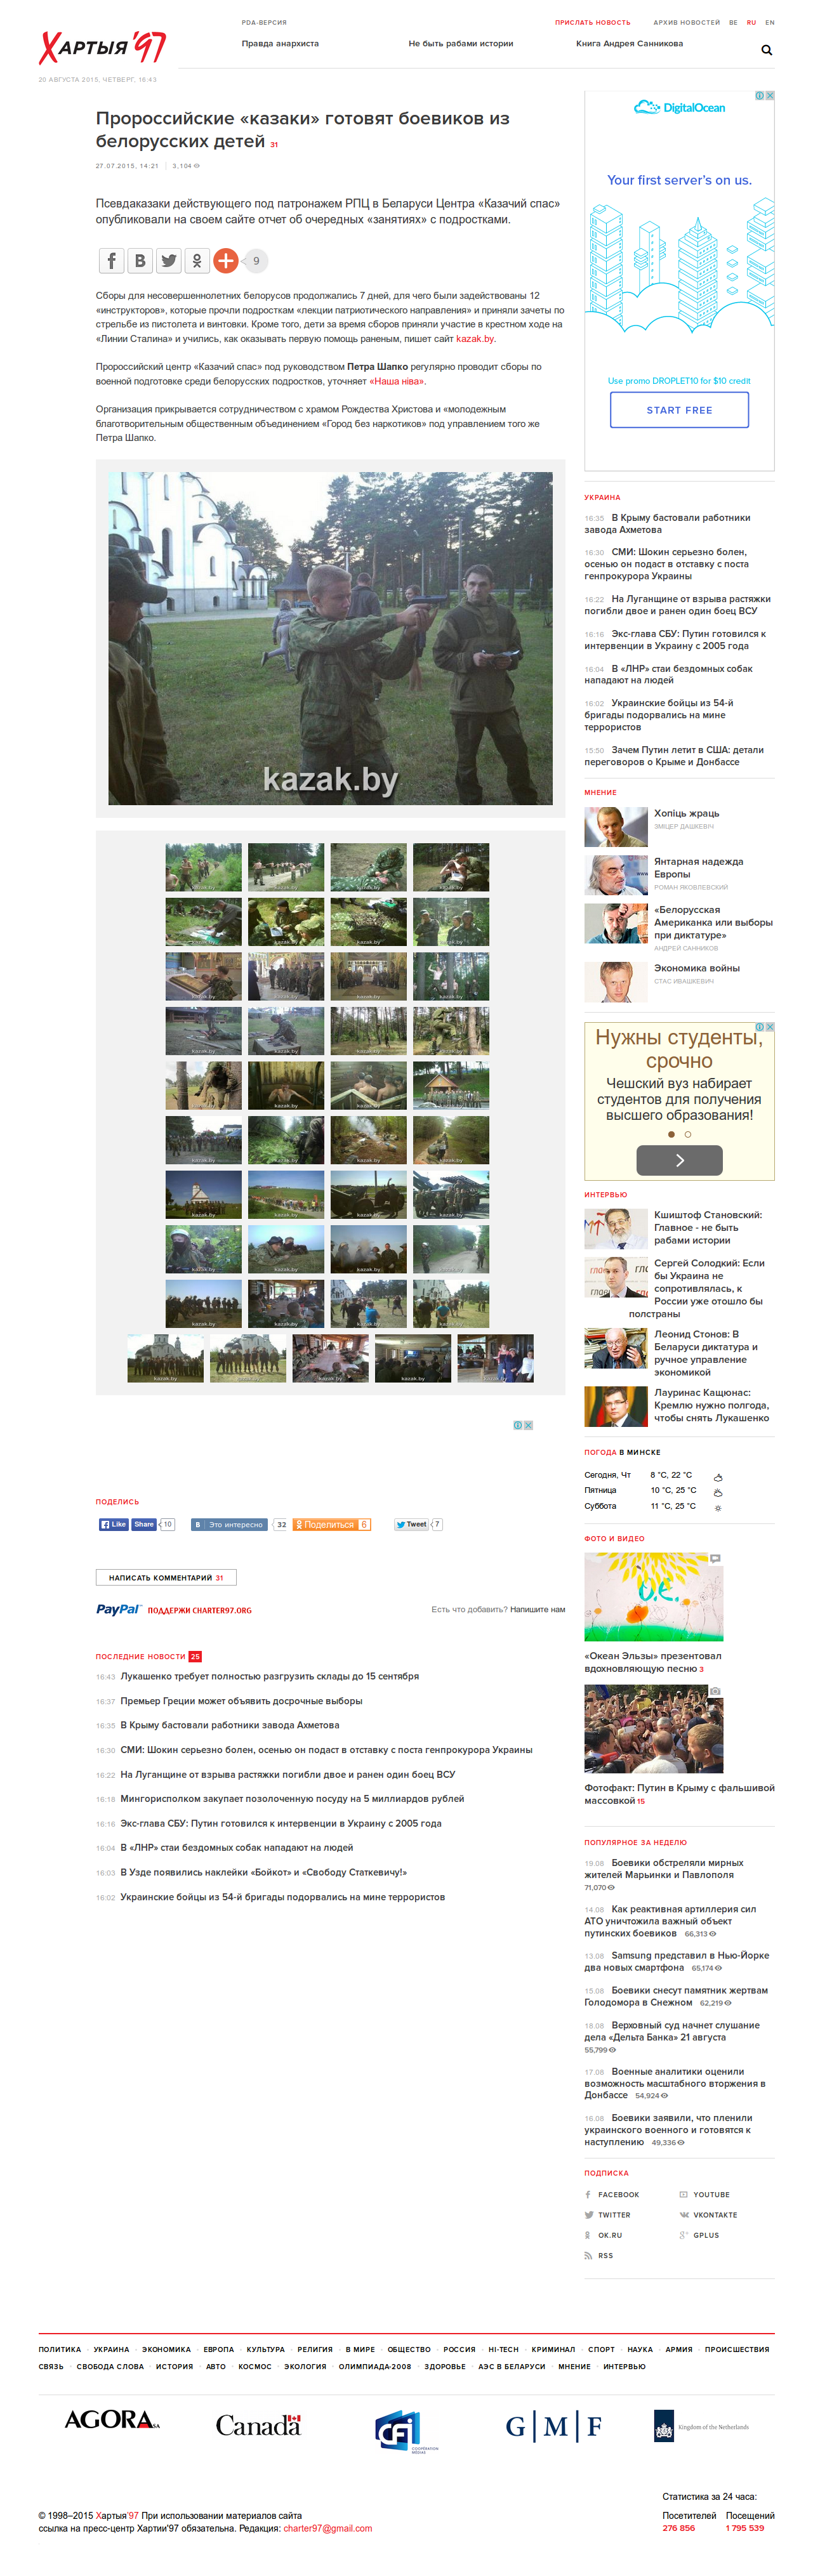 PDA-ВЕРСИЯ
ПРИСЛАТЬ НОВОСТЬ
АРХИВ НОВОСТЕЙ BE RU EN
Хартыя'97
Правда анархиста
Не быть рабами истории
Книга Андрея Санникова
20 АВГУСТА 2015, ЧЕТВЕРГ, 16:43
Пророссийские «казаки» готовят боевиков из
белорусских детей 31
27.07.2015, 14:21 3,104
Псевдаказаки действующего под патронажем РПЦ в Беларуси Центра «Казачий спас»
опубликовали на своем сайте отчет об очередных «занятиях» с подростками.
9
Сборы для несовершеннолетних белорусов продолжались 7 дней, для чего были задействованы 12
«инструкторов», которые прочли подросткам «лекции патриотического направления» и приняли зачеты по
стрельбе из пистолета и винтовки. Кроме того, дети за время сборов приняли участие в крестном ходе на
«Линии Сталина» и учились, как оказывать первую помощь раненым, пишет сайт kazak.by.
Пророссийский центр «Казачий спас» под руководством Петра Шапко регулярно проводит сборы по
военной подготовке среди белорусских подростков, уточняет «Наша ніва».
Организация прикрывается сотрудничеством с храмом Рождества Христова и «молодежным
благотворительным общественным объединением «Город без наркотиков» под управлением того же
Петра Шапко.
kazak.by
ПОДЕЛИСЬ
Like Share 10
В Это интересно 32
Поделиться 6
Tweet 7
НАПИСАТЬ КОММЕНТАРИЙ 31
PayPal ПОДДЕРЖИ CHARTER97.ORG
Есть что добавить? Напишите нам
ПОСЛЕДНИЕ НОВОСТИ 25
16:43 Лукашенко требует полностью разгрузить склады до 15 сентября
16:37 Премьер Греции может объявить досрочные выборы
16:35 В Крыму бастовали работники завода Ахметова
16:30 СМИ: Шокин серьезно болен, осенью он подаст в отставку с поста генпрокурора Украины
16:22 На Луганщине от взрыва растяжки погибли двое и ранен один боец ВСУ
16:18 Мингорисполком закупает позолоченную посуду на 5 миллиардов рублей
16:16 Экс-глава СБУ: Путин готовился к интервенции в Украину с 2005 года
16:04 В «ЛНР» стаи бездомных собак нападают на людей
16:03 В Узде появились наклейки «Бойкот» и «Свободу Статкевичу!»
16:02 Украинские бойцы из 54-й бригады подорвались на мине террористов
DigitalOcean
Your first server's on us.
Use promo DROPLET10 for $10 credit
START FREE
УКРАИНА
16:35 В Крыму бастовали работники
завода Ахметова
16:30 СМИ: Шокин серьезно болен,
осенью он подаст в отставку с поста
генпрокурора Украины
16:22 На Луганщине от взрыва растяжки
погибли двое и ранен один боец ВСУ
16:16 Экс-глава СБУ: Путин готовился к
интервенции в Украину с 2005 года
16:04 В «ЛНР» стаи бездомных собак
нападают на людей
16:02 Украинские бойцы из 54-й
бригады подорвались на мине
террористов
15:50 Зачем Путин летит в США: детали
переговоров о Крыме и Донбассе
МНЕНИЕ
Хопіць жраць
ЗМІЦЕР ДАШКЕВІЧ
Янтарная надежда
Европы
РОМАН ЯКОВЛЕВСКИЙ
«Белорусская
Американка или выборы
при диктатуре»
АНДРЕЙ САННИКОВ
Экономика войны
СТАС ИВАШКЕВИЧ
Нужны студенты,
срочно
Чешский вуз набирает
студентов для получения
высшего образования!
ИНТЕРВЬЮ
Кшиштоф Становский:
Главное - не быть
рабами истории
Сергей Солодкий: Если
бы Украина не
сопротивлялась, к
России уже отошло бы
полстраны
Леонид Стонов: В
Беларуси диктатура и
ручное управление
экономикой
Лауринас Кащюнас:
Кремлю нужно полгода,
чтобы снять Лукашенко
ПОГОДА В МИНСКЕ
Сегодня, Чт 8 °C, 22 °C
Пятница 10 °C, 25 °C
Суббота 11 °C, 25 °C
ФОТО И ВИДЕО
О.Е.
«Океан Эльзы» презентовал
вдохновляющую песню 3
Фотофакт: Путин в Крыму с фальшивой
массовкой 15
ПОПУЛЯРНОЕ ЗА НЕДЕЛЮ
19.08 Боевики обстреляли мирных
жителей Марьинки и Павлополя
71,070
14.08 Как реактивная артиллерия сил
АТО уничтожила важный объект
путинских боевиков 66,313
13.08 Samsung представил в Нью-Йорке
два новых смартфона 65,174
15.08 Боевики снесут памятник жертвам
Голодомора в Снежном 62,219
18.08 Верховный суд начнет слушание
дела «Дельта Банка» 21 августа
55,799
17.08 Военные аналитики оценили
возможность масштабного вторжения в
Донбассе 54,924
16.08 Боевики заявили, что пленили
украинского военного и готовятся к
наступлению 49,336
ПОДПИСКА
FACEBOOK YOUTUBE
TWITTER VKONTAKTE
OK.RU GPLUS
RSS
ПОЛИТИКА УКРАИНА ЭКОНОМИКА ЕВРОПА КУЛЬТУРА РЕЛИГИЯ В МИРЕ ОБЩЕСТВО РОССИЯ HI-TECH КРИМИНАЛ СПОРТ НАУКА АРМИЯ ПРОИСШЕСТВИЯ
СВЯЗЬ СВОБОДА СЛОВА ИСТОРИЯ АВТО КОСМОС ЭКОЛОГИЯ ОЛИМПИАДА-2008 ЗДОРОВЬЕ АЭС В БЕЛАРУСИ МНЕНИЕ ИНТЕРВЬЮ
AGORA SA
Canada
CFI COOPÉRATION MÉDIAS
G|M|F
Kingdom of the Netherlands
Статистика за 24 часа:
Посетителей Посещений
276 856 1 795 539
© 1998–2015 Хартыя'97 При использовании материалов сайта
ссылка на пресс-центр Хартии'97 обязательна. Редакция: charter97@gmail.com